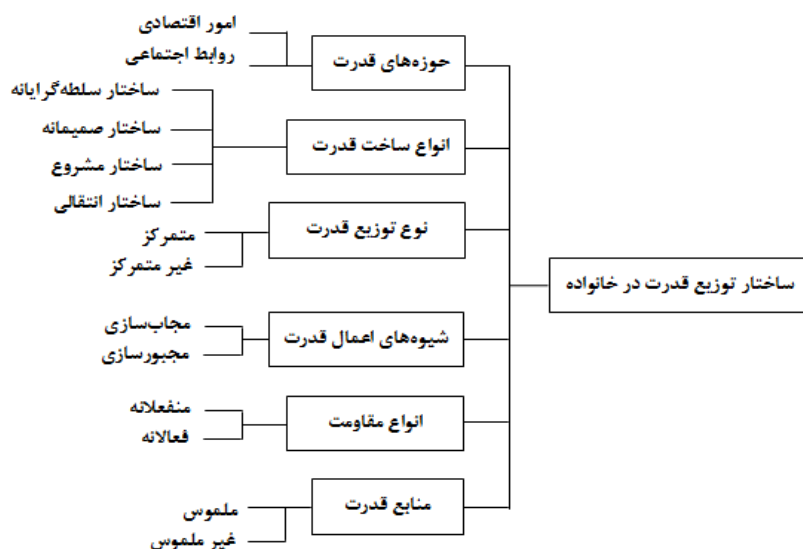 ساختار توزیع قدرت در خانواده
حوزه‌های قدرت
امور اقتصادی
روابط اجتماعی
انواع ساخت قدرت
ساختار سلطه‌گرایانه
ساختار صمیمانه
ساختار مشروع
ساختار انتقالی
نوع توزیع قدرت
متمرکز
غیر متمرکز
شیوه‌های اعمال قدرت
مجاب‌سازی
مجبورسازی
انواع مقاومت
منفعلانه
فعالانه
منابع قدرت
ملموس
غیر ملموس